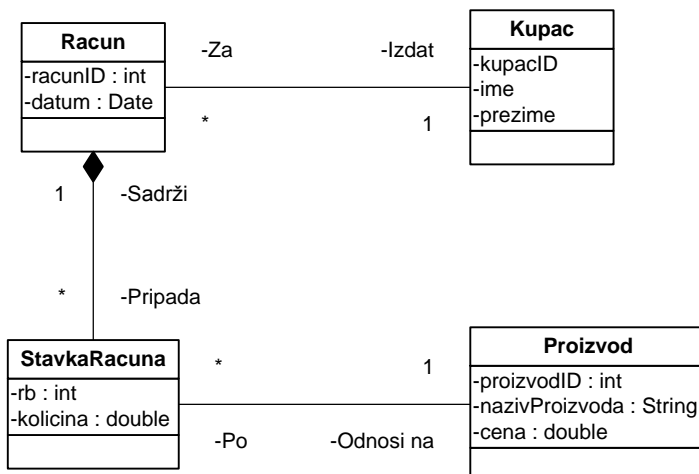 Racun
-racunID : int
-datum : Date
-Za
-Izdat
*
1
Kupac
-kupacID
-ime
-prezime
1
-Sadrži
*
-Pripada
StavkaRacuna
-rb : int
-kolicina : double
*
1
-Po
-Odnosi na
Proizvod
-proizvodID : int
-nazivProizvoda : String
-cena : double